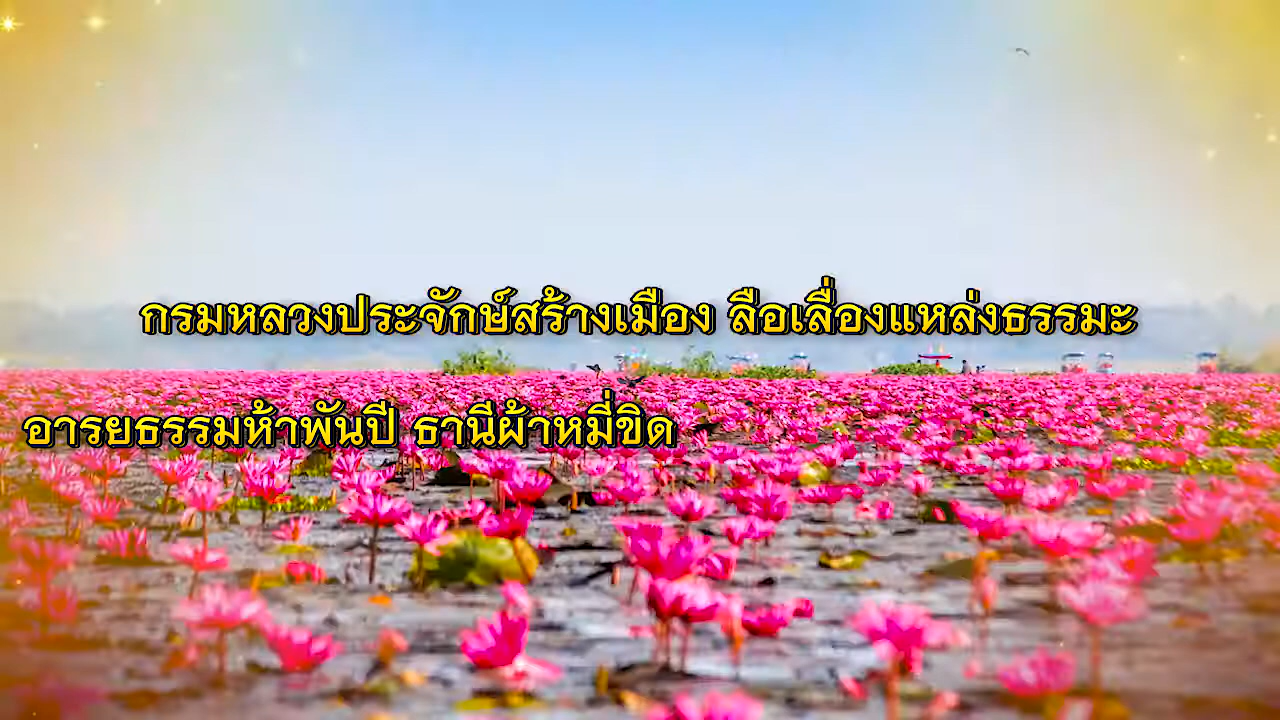 กรมหลวงประจักษ์สร้างเมือง ลือเลื่องแหล่งธรรมะ
อารยธรรมห้าพันปี ธานีผ้าหมี่ขิด